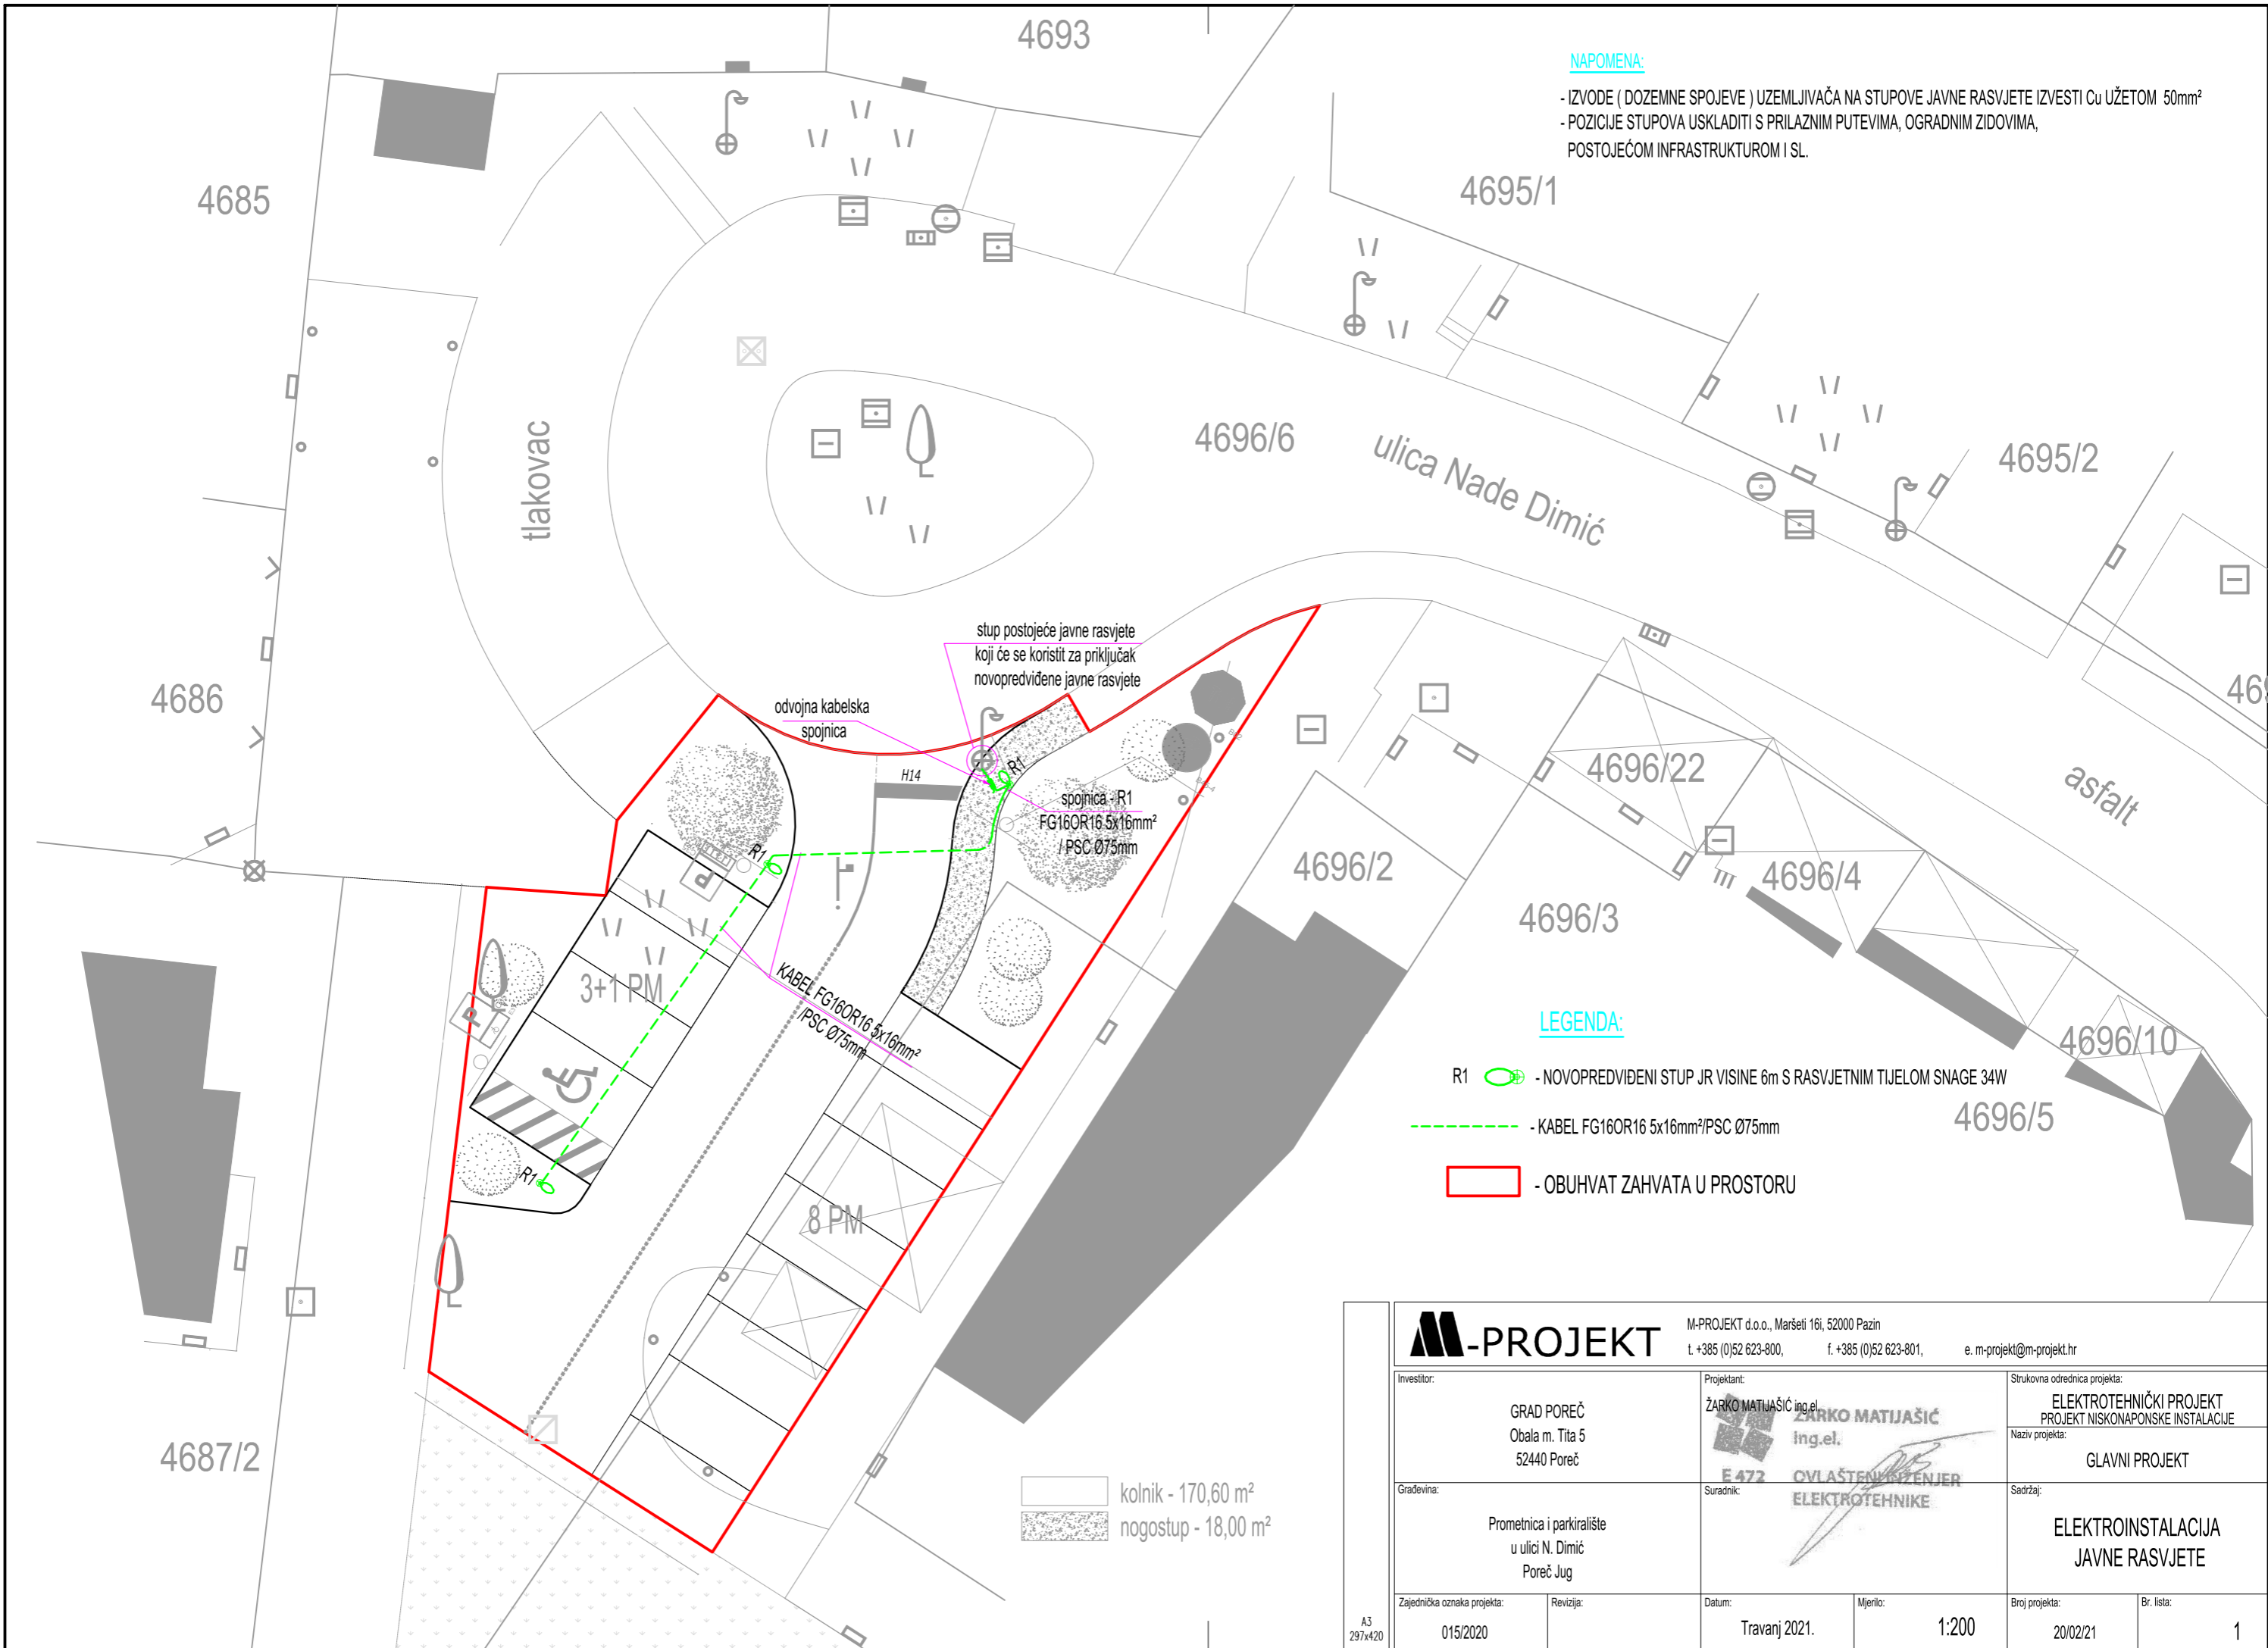 4693
NAPOMENA:
- IZVODE ( DOZEMNE SPOJEVE ) UZEMLJIVAČA NA STUPOVE JAVNE RASVJETE IZVESTI Cu UŽETOM 50mm²
- POZICIJE STUPOVA USKLADITI S PRILAZNIM PUTEVIMA, OGRADNIM ZIDOVIMA,
POSTOJEĆOM INFRASTRUKTUROM I SL.
4685
4695/1
tlakovac
4696/6
ulica Nade Dimić
4695/2
4686
stup postojeće javne rasvjete
koji će se koristit za priključak
novopredviđene javne rasvjete
odvojna kabelska
spojnica
H14
R1
spojnica - R1
FG16OR16 5x16mm²
/ PSC Ø75mm
R1
P
4696/22
asfalt
4696/2
4696/4
4696/3
3+1 PM
P
KABEL FG16OR16 5x16mm²
/PSC Ø75mm
R1
8 PM
4696/10
4696/5
LEGENDA:
R1 - NOVOPREDVIĐENI STUP JR VISINE 6m S RASVJETNIM TIJELOM SNAGE 34W
- KABEL FG16OR16 5x16mm²/PSC Ø75mm
- OBUHVAT ZAHVATA U PROSTORU
4687/2
kolnik - 170,60 m²
nogostup - 18,00 m²
M-PROJEKT
M-PROJEKT d.o.o., Maršeti 16i, 52000 Pazin
t. +385 (0)52 623-800, f. +385 (0)52 623-801, e. m-projekt@m-projekt.hr
Investitor:
GRAD POREČ
Obala m. Tita 5
52440 Poreč
Projektant:
ŽARKO MATIJAŠIĆ ing.el.
ŽARKO MATIJAŠIĆ
ing.el.
E 472 OVLAŠTENI INŽENJER
ELEKTROTEHNIKE
Strukovna odrednica projekta:
ELEKTROTEHNIČKI PROJEKT
PROJEKT NISKONAPONSKE INSTALACIJE
Naziv projekta:
GLAVNI PROJEKT
Građevina:
Prometnica i parkiralište
u ulici N. Dimić
Poreč Jug
Suradnik:
Sadržaj:
ELEKTROINSTALACIJA
JAVNE RASVJETE
A3
297x420
Zajednička oznaka projekta:
015/2020
Revizija:
Datum:
Travanj 2021.
Mjerilo:
1:200
Broj projekta:
20/02/21
Br. lista:
1